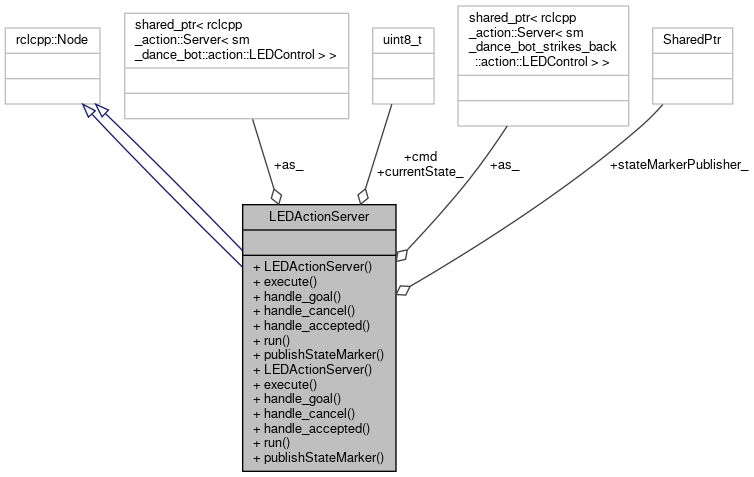 rclcpp::Node
shared_ptr< rclcpp
_action::Server< sm
_dance_bot::action::LEDControl > >
uint8_t
shared_ptr< rclcpp
_action::Server< sm
_dance_bot_strikes_back
::action::LEDControl > >
SharedPtr
+as_
+cmd
+currentState_
+as_
+stateMarkerPublisher_
LEDActionServer
+ LEDActionServer()
+ execute()
+ handle_goal()
+ handle_cancel()
+ handle_accepted()
+ run()
+ publishStateMarker()
+ LEDActionServer()
+ execute()
+ handle_goal()
+ handle_cancel()
+ handle_accepted()
+ run()
+ publishStateMarker()